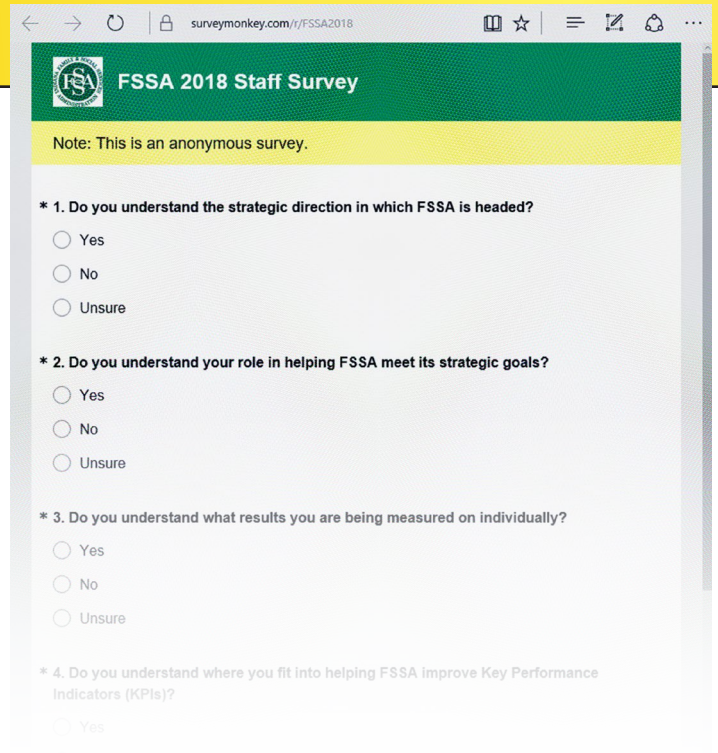 surveymonkey.com/r/FSSA2018
FSA
FSSA 2018 Staff Survey
Note: This is an anonymous survey.
* 1. Do you understand the strategic direction in which FSSA is headed?
Yes
No
Unsure
* 2. Do you understand your role in helping FSSA meet its strategic goals?
Yes
No
Unsure
* 3. Do you understand what results you are being measured on individually?
Yes
No
Unsure
* 4. Do you understand where you fit into helping FSSA improve Key Performance
Indicators (KPIs)?
Yes